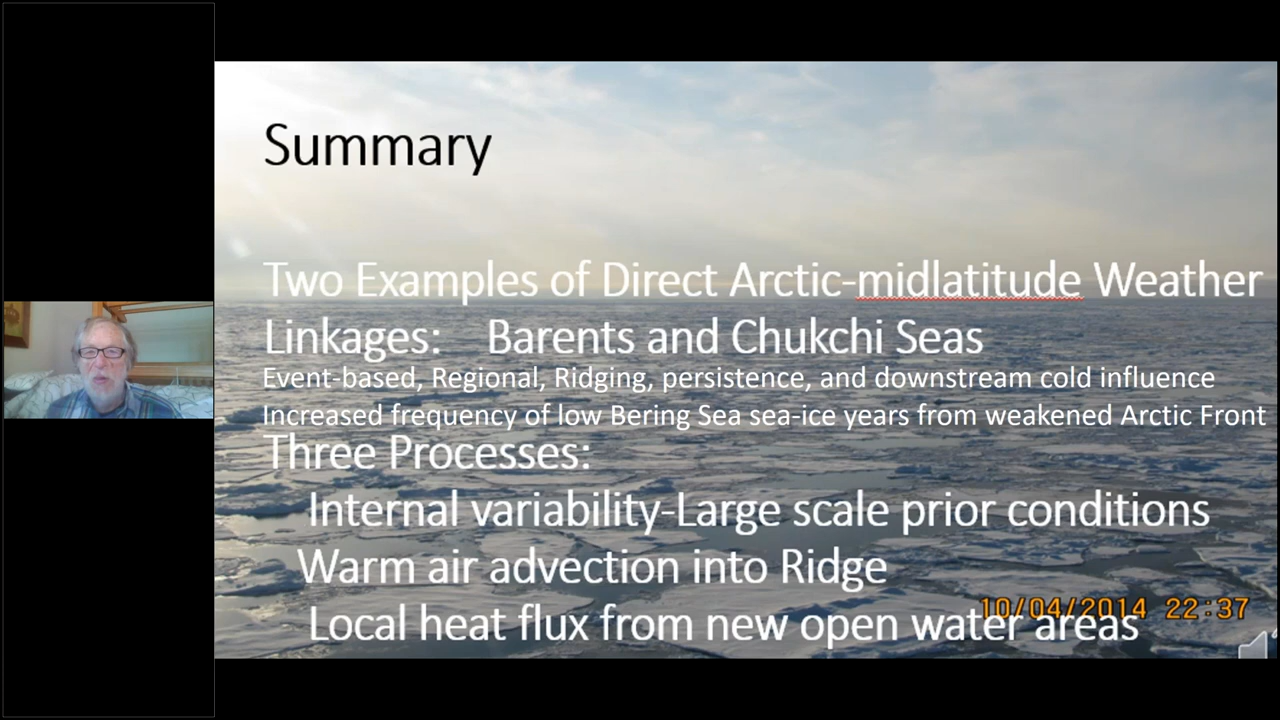 Summary
Two Examples of Direct Arctic-midlatitude Weather
Linkages: Barents and Chukchi Seas
Event-based, Regional, Ridging, persistence, and downstream cold influence
Increased frequency of low Bering Sea sea-ice years from weakened Arctic Front
Three Processes:
Internal variability-Large scale prior conditions
Warm air advection into Ridge
10/04/2014 22:37
Local heat flux from new open water areas